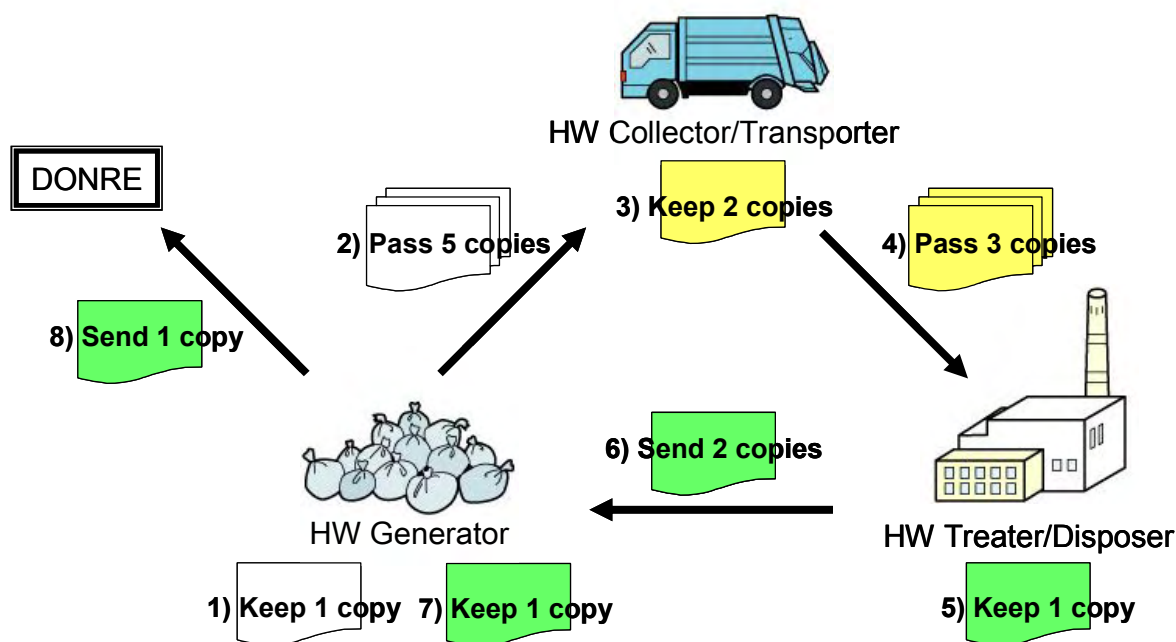 HW Collector/Transporter
DONRE
3) Keep 2 copies
2) Pass 5 copies
4) Pass 3 copies
8) Send 1 copy
6) Send 2 copies
HW Generator
HW Treater/Disposer
1) Keep 1 copy
7) Keep 1 copy
5) Keep 1 copy